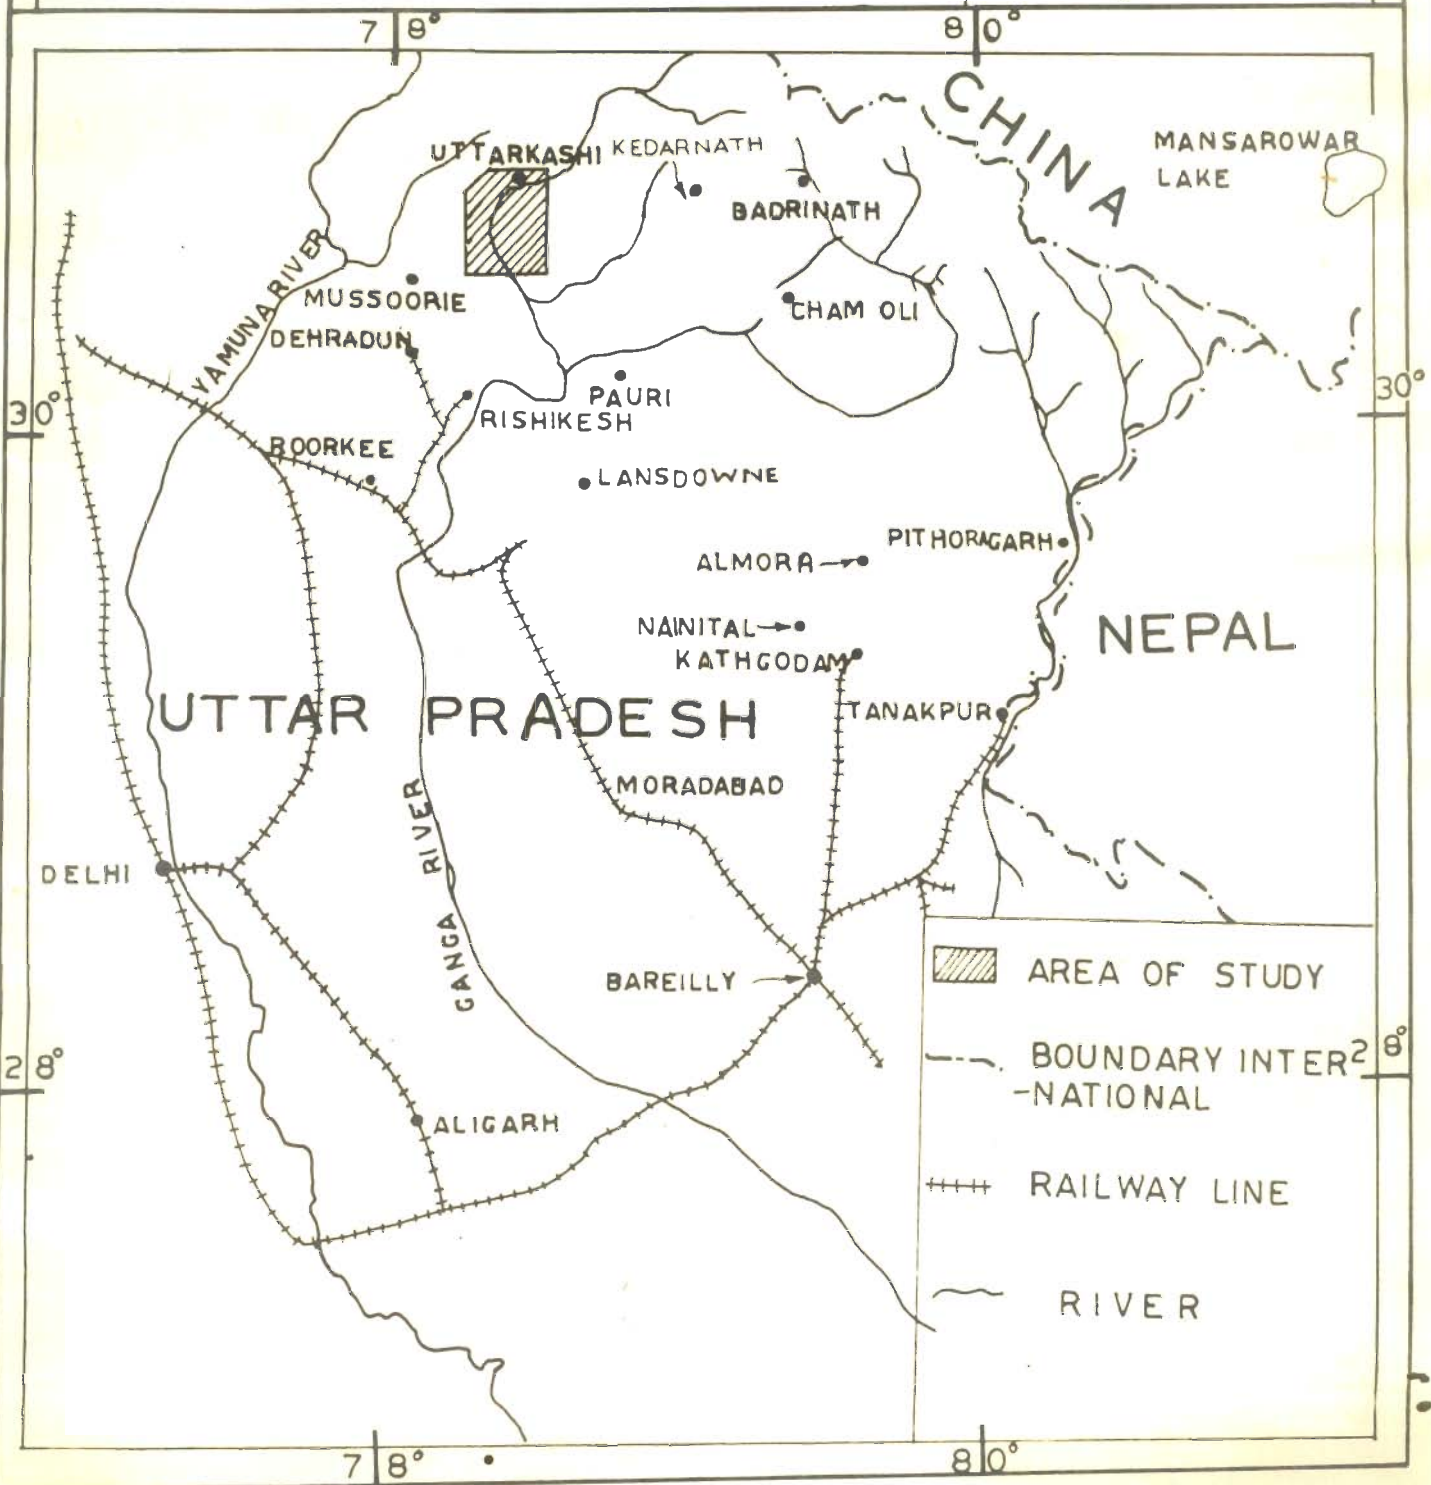 78°
80°
CHINA
MANSAROWAR
LAKE
UTTARKASHI
KEDARNATH
BADRINATH
YAMUNA RIVER
MUSSOORIE
CHAM OLI
DEHRADUN
30°
30°
PAURI
RISHIKESH
ROORKEE
LANSDOWNE
PITHORAGARH
ALMORA
NAINITAL
NEPAL
KATHGODAM
UTTAR PRADESH
TANAKPUR
MORADABAD
GANGA RIVER
DELHI
BAREILLY
AREA OF STUDY
28°
BOUNDARY INTER
28°
-NATIONAL
ALIGARH
RAILWAY LINE
RIVER
78°
80°